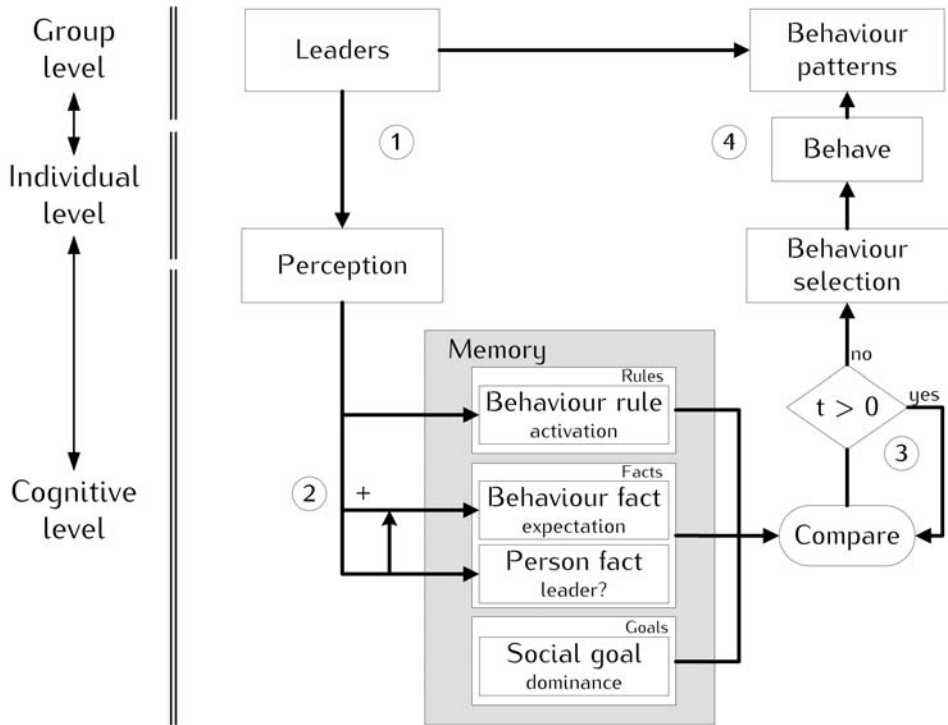 Group
level
Individual
level
Cognitive
level
Leaders
Behaviour
patterns
1
4
Behave
Perception
Behaviour
selection
Memory
no
Rules
Behaviour rule
activation
t > 0
yes
3
2
+
Facts
Behaviour fact
expectation
Compare
Person fact
leader?
Goals
Social goal
dominance